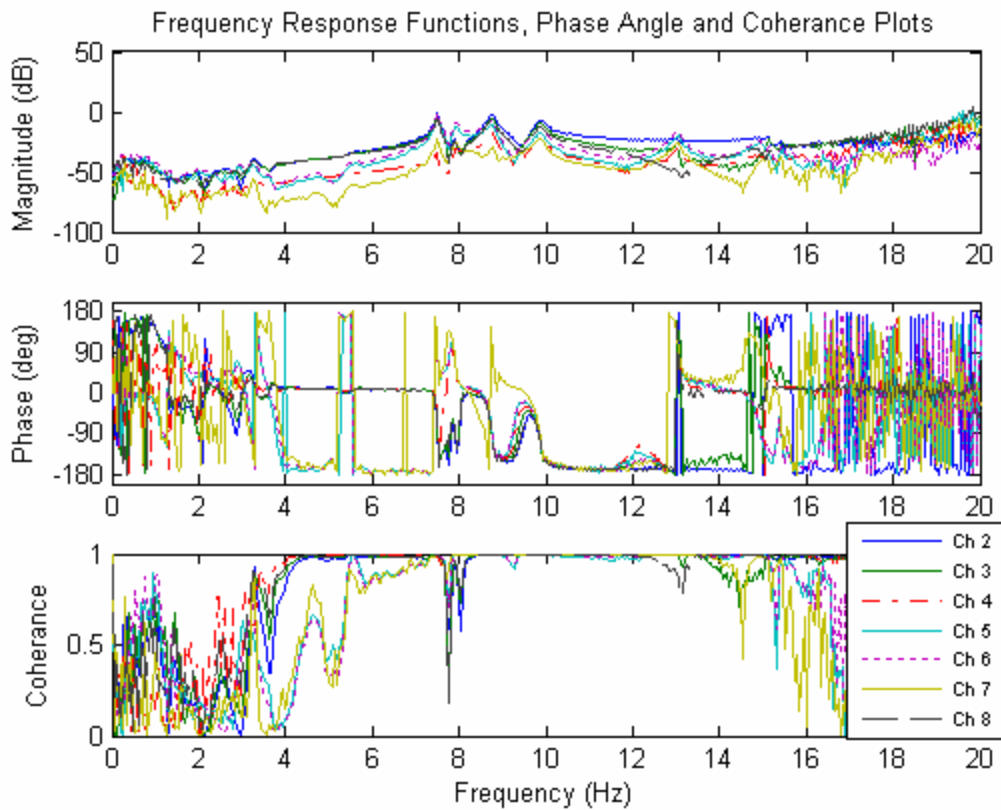 Frequency Response Functions, Phase Angle and Coherance Plots
Magnitude (dB)
50
0
-50
-100
0 2 4 6 8 10 12 14 16 18 20
Phase (deg)
180
90
0
-90
-180
0 2 4 6 8 10 12 14 16 18 20
Coherance
1
0.5
0
0 2 4 6 8 10 12 14 16 18 20
Frequency (Hz)
Ch 2
Ch 3
Ch 4
Ch 5
Ch 6
Ch 7
Ch 8